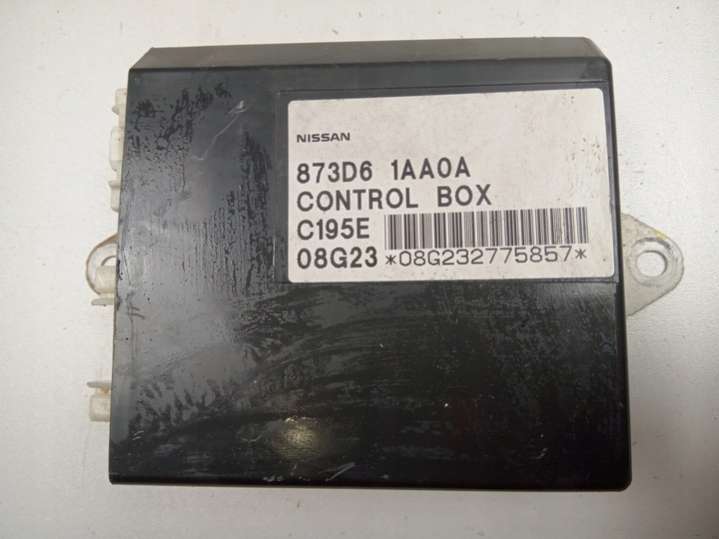 NISSAN
873D6 1AA0A
CONTROL BOX
C195E
08G23 *08G232775857*